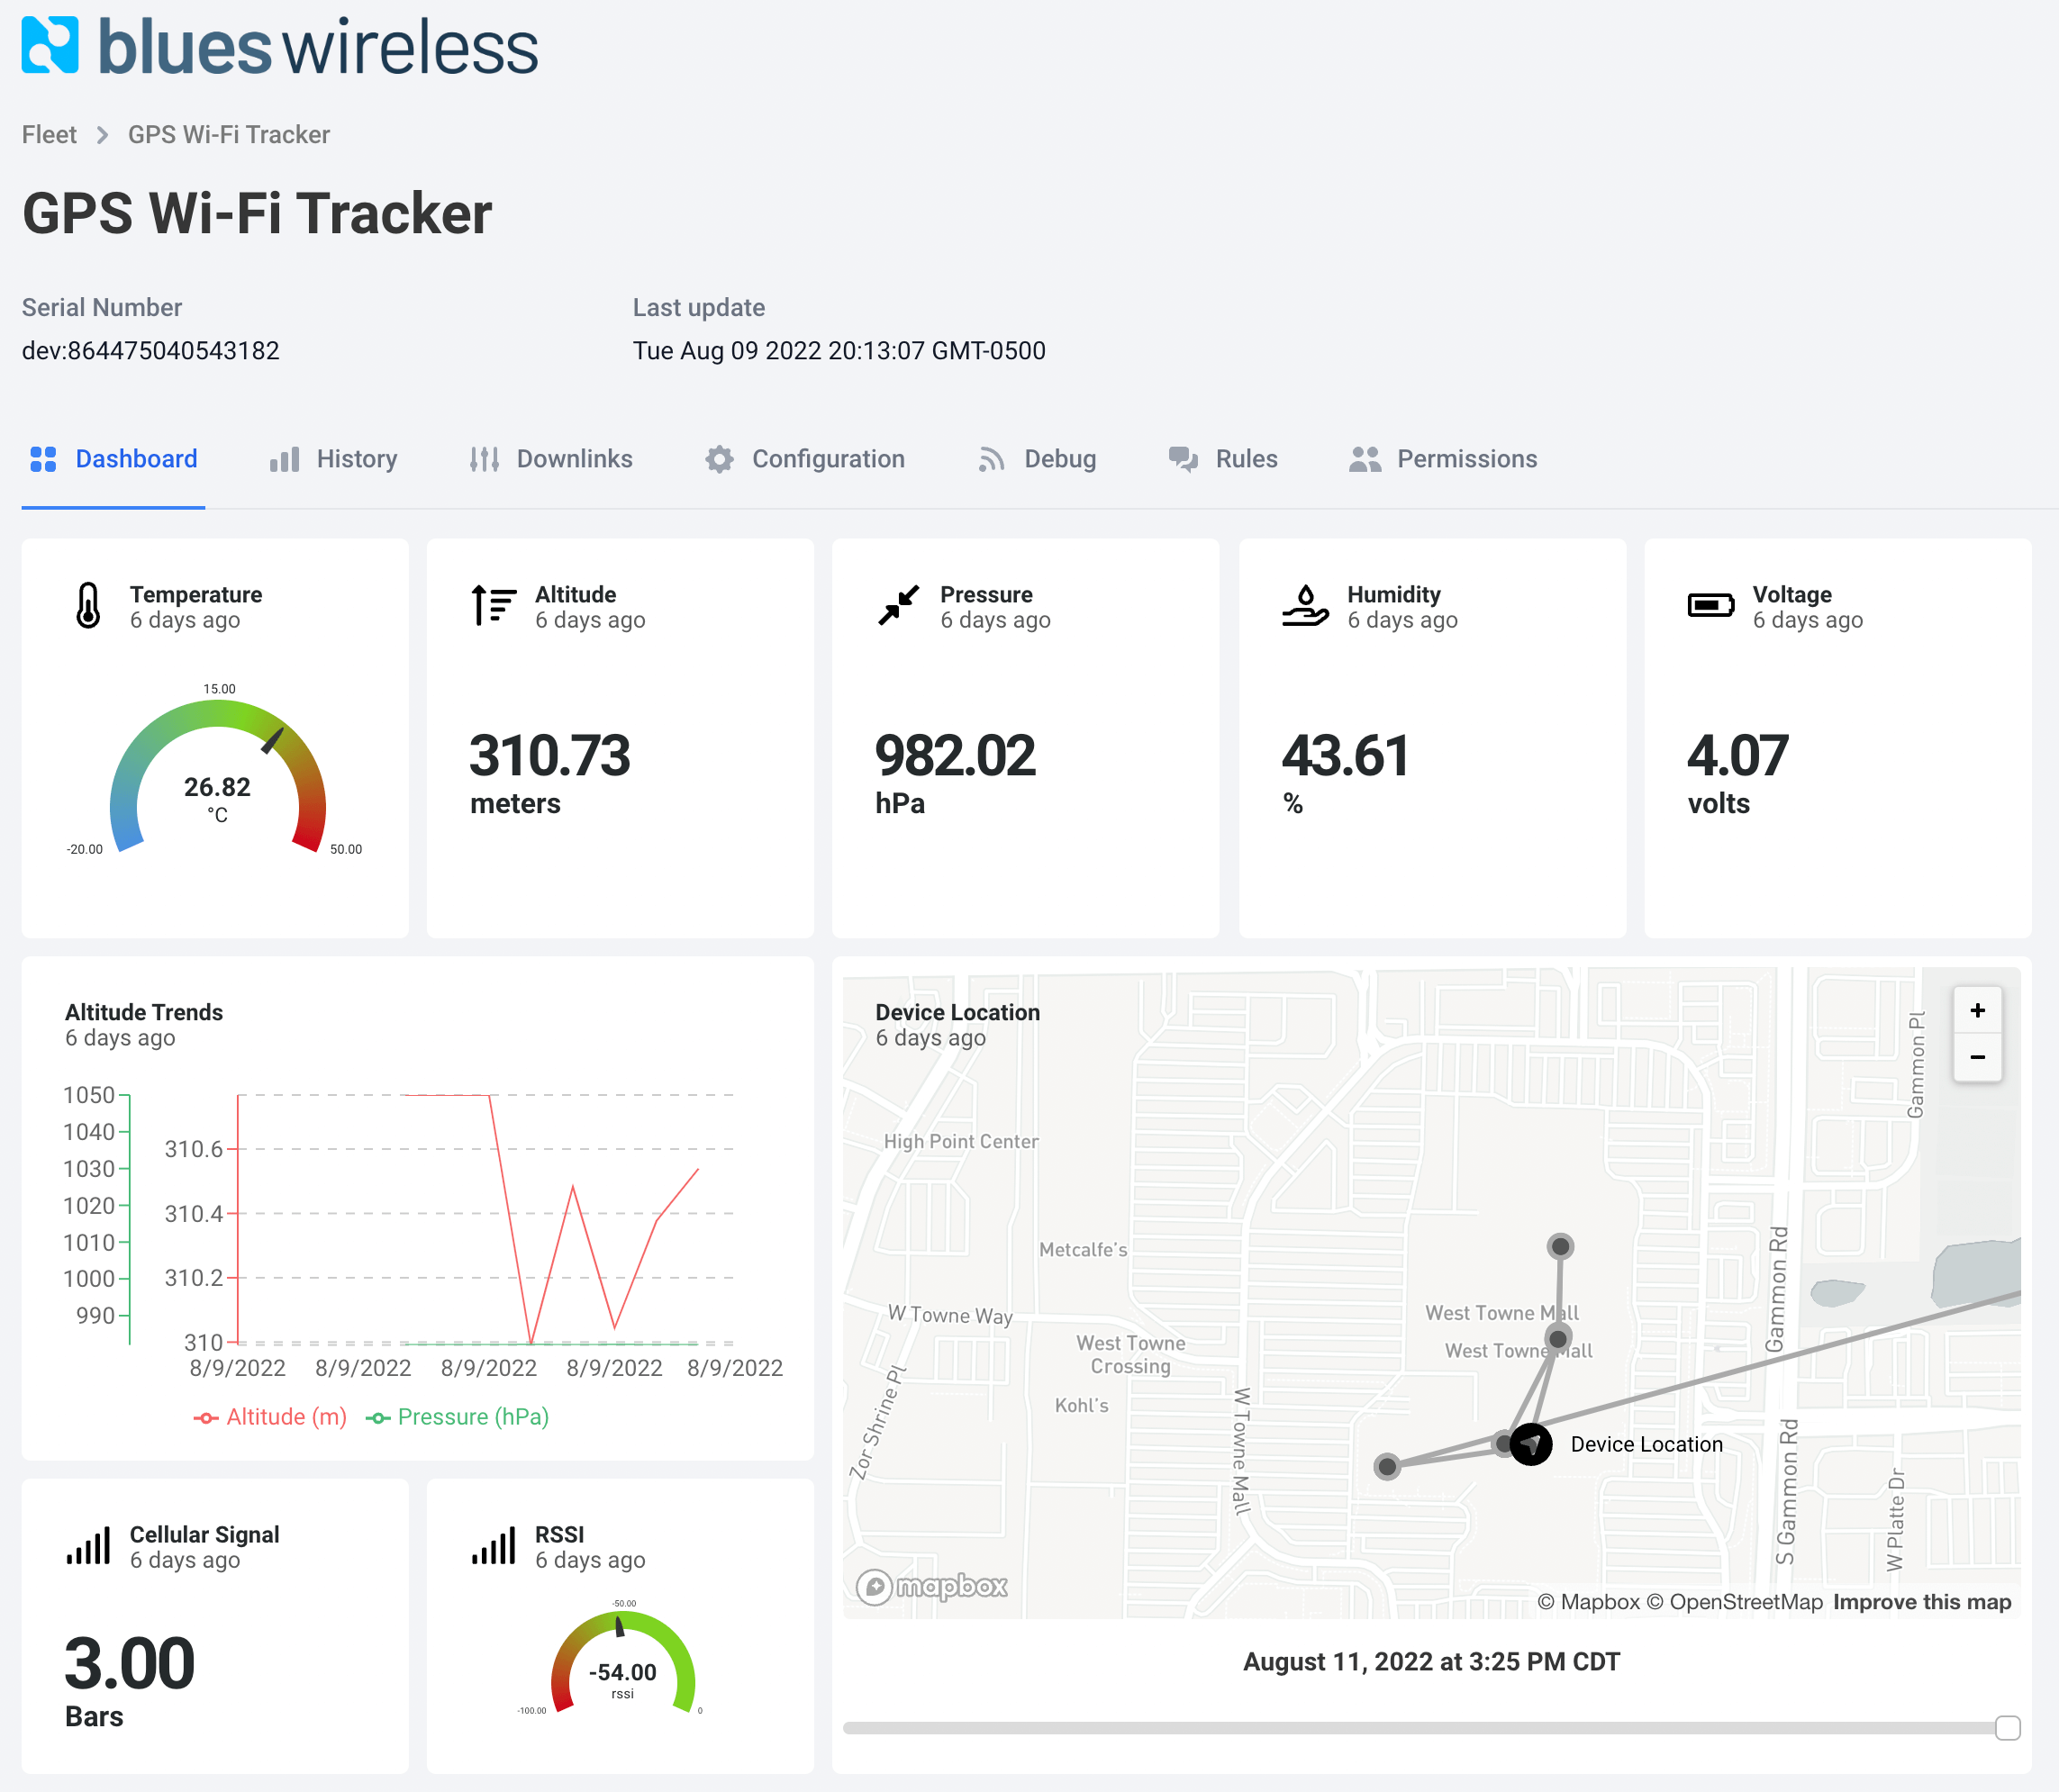 blues wireless
Fleet > GPS Wi-Fi Tracker
GPS Wi-Fi Tracker
Serial Number
dev:864475040543182
Last update
Tue Aug 09 2022 20:13:07 GMT-0500
Dashboard
History
Downlinks
Configuration
Debug
Rules
Permissions
Temperature
6 days ago
15.00
26.82
°C
-20.00
50.00
Altitude
6 days ago
310.73
meters
Pressure
6 days ago
982.02
hPa
Humidity
6 days ago
43.61
%
Voltage
6 days ago
4.07
volts
Altitude Trends
6 days ago
1050
1040
1030
1020
1010
1000
990
310.6
310.4
310.2
310
8/9/2022
8/9/2022
8/9/2022
8/9/2022
8/9/2022
Altitude (m)
Pressure (hPa)
Device Location
6 days ago
+
−
Gammon Pl
High Point Center
Metcalfe's
Gammon Rd
W Towne Way
West Towne Mall
West Towne
Crossing
West Towne Mall
Kohl's
Zor Shrine Pl
W Towne Mall
Device Location
S Gammon Rd
W Platte Dr
mapbox
© Mapbox © OpenStreetMap Improve this map
August 11, 2022 at 3:25 PM CDT
Cellular Signal
6 days ago
3.00
Bars
RSSI
6 days ago
-50.00
-54.00
rssi
-100.00
0